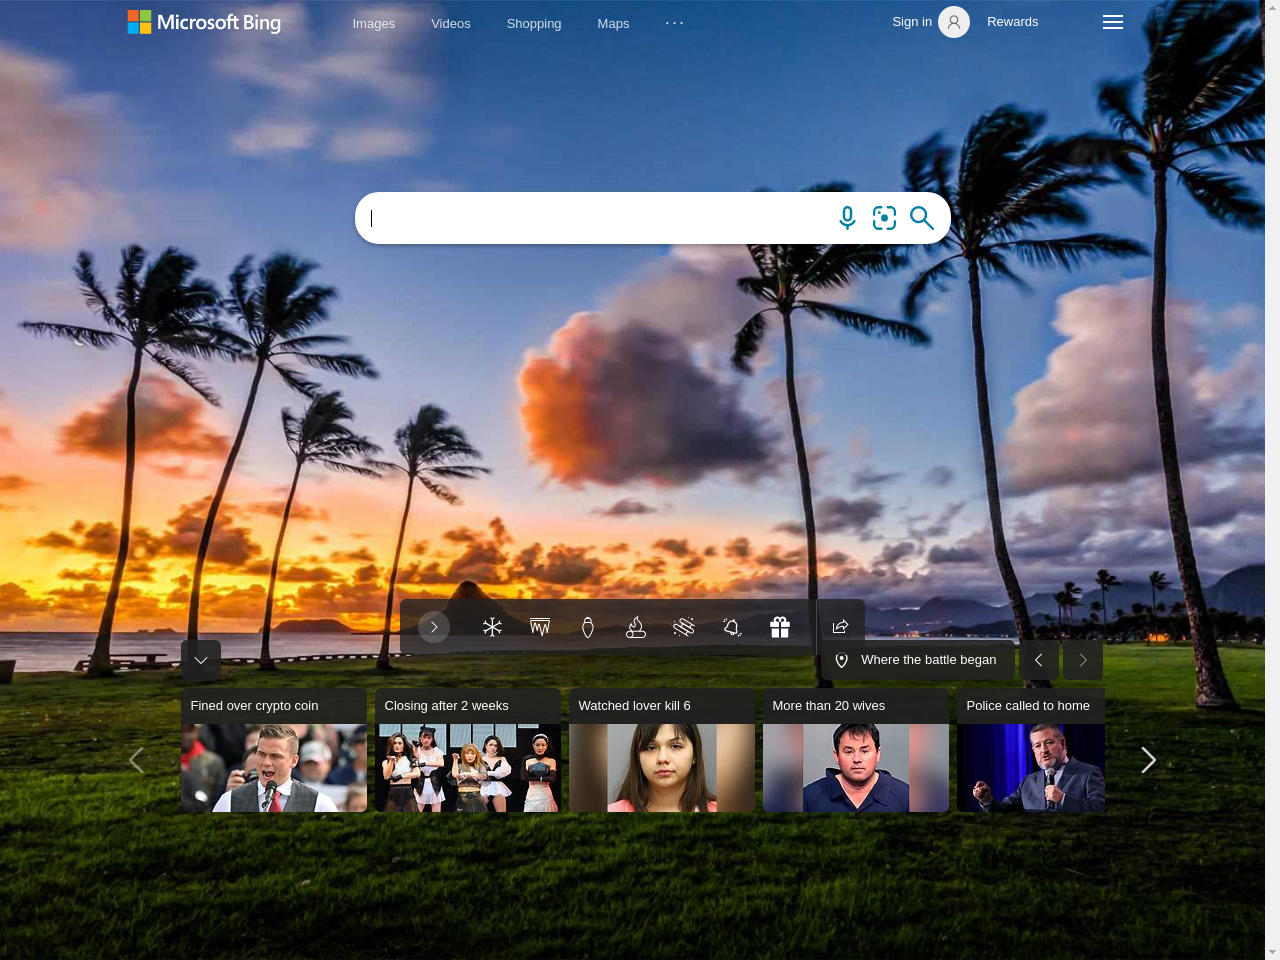 Microsoft Bing
Images Videos Shopping Maps ...
Sign in Rewards
Where the battle began
Fined over crypto coin
Closing after 2 weeks
Watched lover kill 6
More than 20 wives
Police called to home